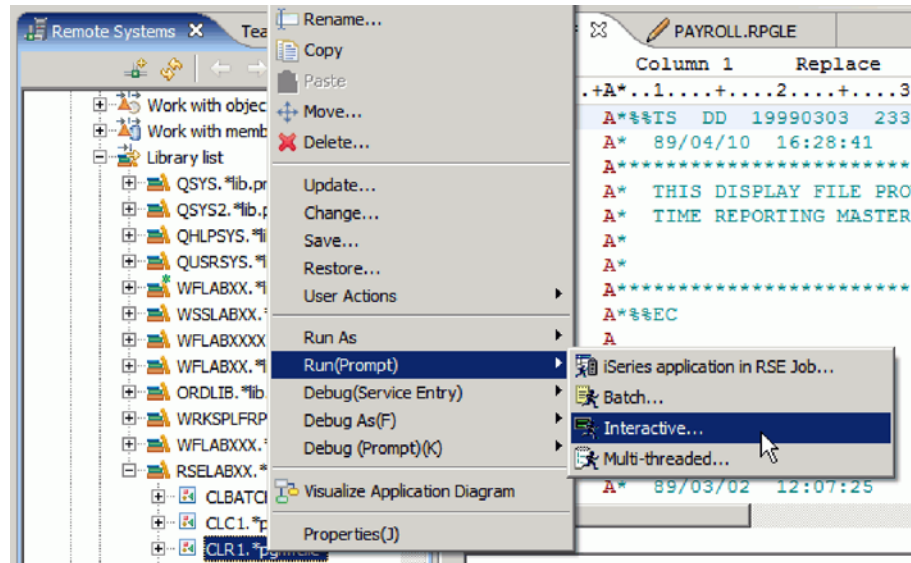 Remote Systems
Tea
Work with objec
Work with memb
Library list
QSYS.*lib.pr
QSYS2.*lib.p
QHLPSYS.*li
QUSRSYS.*l
WFLABXX.*l
WSSLABXX.*
WFLABXXXX
WFLABXX.*l
ORDLIB.*lib
WRKSPLFRP
WFLABXXX.*
RSELABXX.*
CLBATCH
CLC1.*p
CLR1.*pgm.clle
Rename...
Copy
Paste
Move...
Delete...
Update...
Change...
Save...
Restore...
User Actions
Run As
Run(Prompt)
Debug(Service Entry)
Debug As(F)
Debug (Prompt)(K)
Visualize Application Diagram
Properties(J)
iSeries application in RSE Job...
Batch...
Interactive...
Multi-threaded...
PAYROLL.RPGLE
Column 1 Replace
.+A*..1....+....2....+....3
A*%%TS DD 19990303 233
A* 89/04/10 16:28:41
A*************************
A* THIS DISPLAY FILE PRO
A* TIME REPORTING MASTER
A*
A*
A*************************
A*%%EC
A
A* 89/03/02 12:07:25